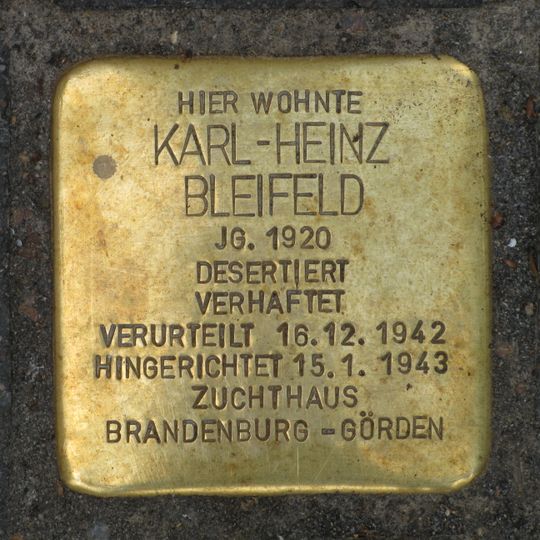 HIER WOHNTE
KARL-HEINZ
BLEIFELD
JG. 1920
DESERTIERT
VERHAFTET
VERURTEILT 16.12.1942
HINGERICHTET 15.1.1943
ZUCHTHAUS
BRANDENBURG-GÖRDEN